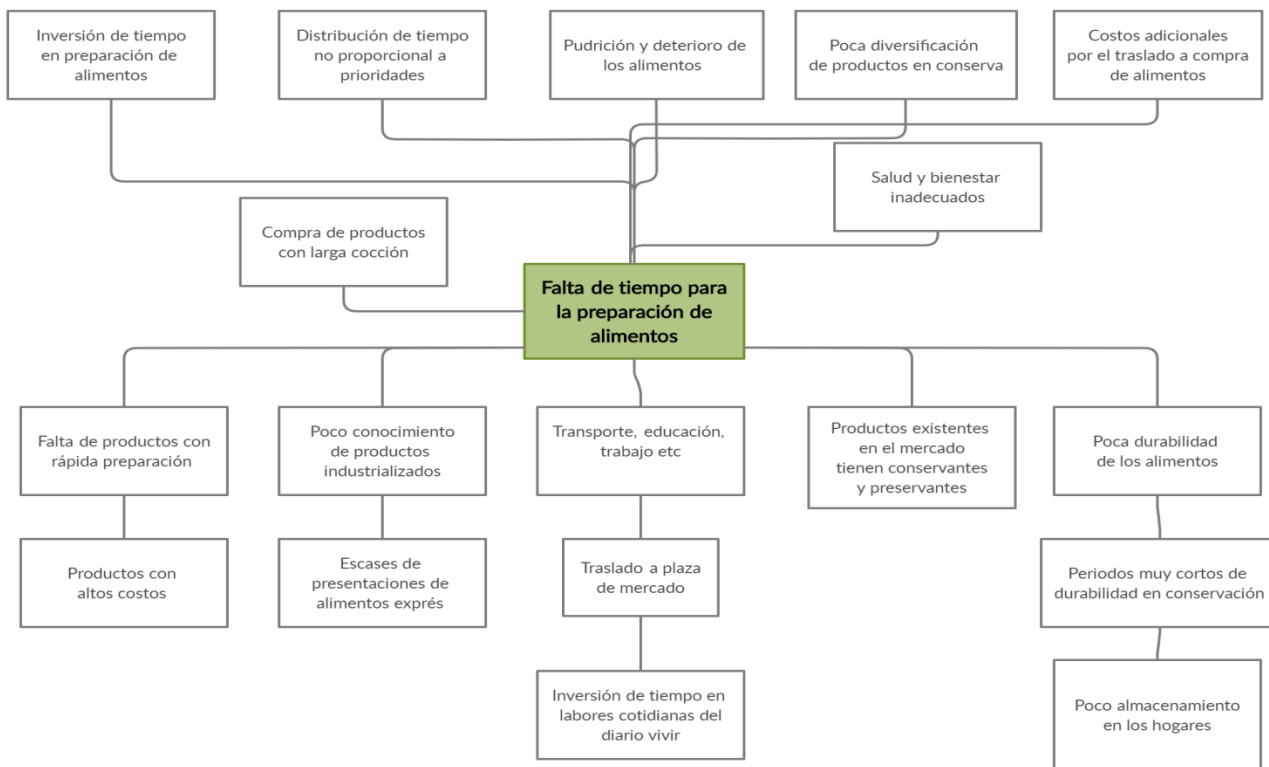 Inversión de tiempo
en preparación de
alimentos
Distribución de tiempo
no proporcional a
prioridades
Pudrición y deterioro de
los alimentos
Poca diversificación
de productos en conserva
Costos adicionales
por el traslado a compra
de alimentos
Salud y bienestar
inadecuados
Compra de productos
con larga cocción
Falta de tiempo para
la preparación de
alimentos
Falta de productos con
rápida preparación
Poco conocimiento
de productos
industrializados
Transporte, educación,
trabajo etc
Productos existentes
en el mercado
tienen conservantes
y preservantes
Poca durabilidad
de los alimentos
Productos con
altos costos
Escases de
presentaciones de
alimentos exprés
Traslado a plaza
de mercado
Periodos muy cortos de
durabilidad en conservación
Inversión de tiempo en
labores cotidianas del
diario vivir
Poco almacenamiento
en los hogares